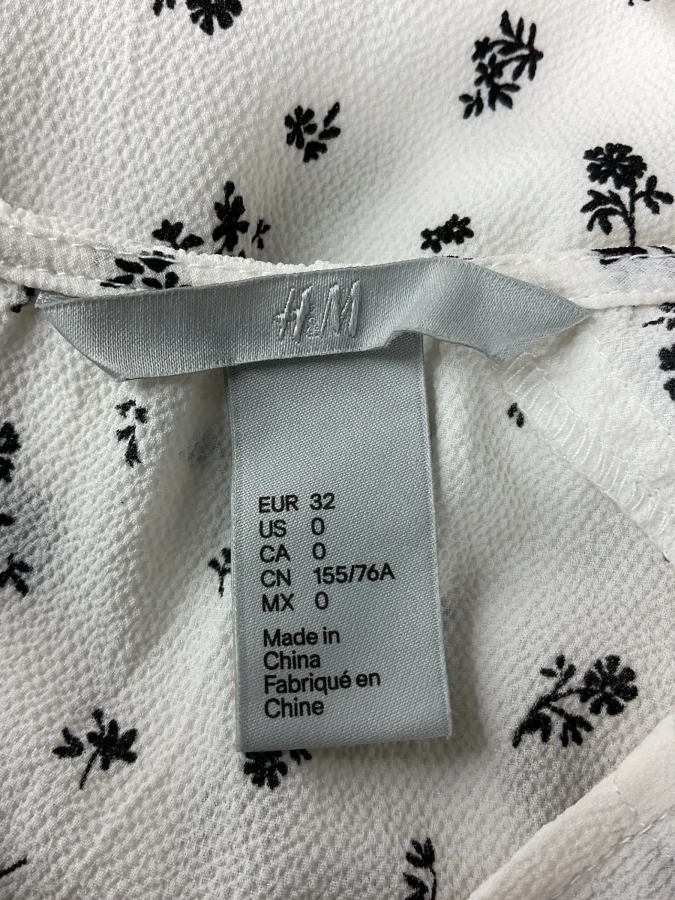 H&M
EUR 32
US 0
CA 0
CN 155/76A
MX 0
Made in
China
Fabriqué en
Chine